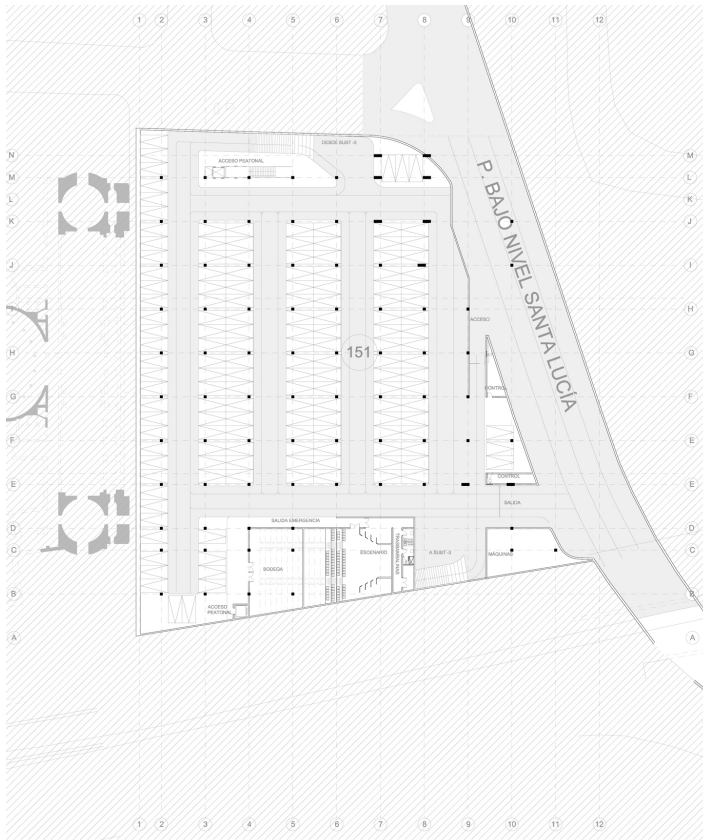 1 2 3 4 5 6 7 8 9 10 11 12
DESDE SUBT -3
N
M
ACCESO PEATONAL
M
L
L
K
K
J
P. BAJO NIVEL SANTA LUCÍA
J
I
I
H
ACCESO
H
G
151
CONTROL
G
F
F
E
CONTROL
E
E
SALIDA
SALIDA EMERGENCIA
D
D
C
C
ESCENARIO
A SUBT -3
MÁQUINAS
BODEGA
B
B
ACCESO
PEATONAL
A
A
1 2 3 4 5 6 7 8 9 10 11 12